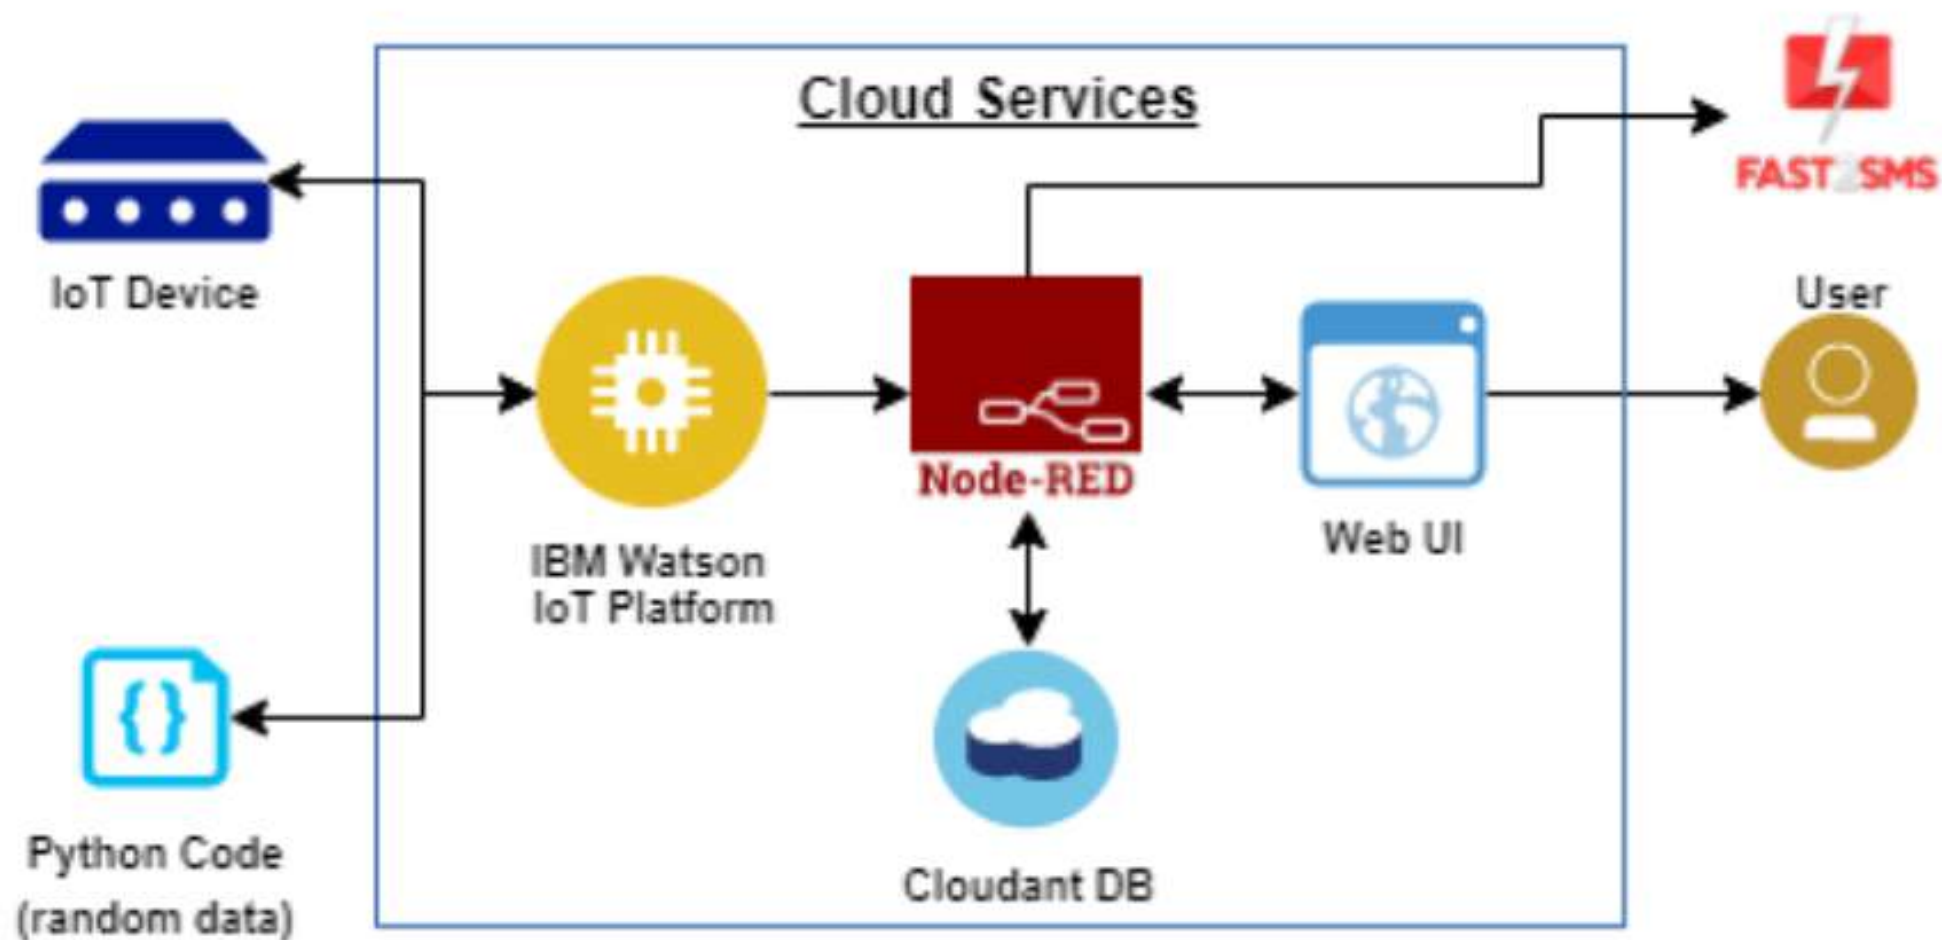 Cloud Services
FAST2SMS
IoT Device
User
Node-RED
Web UI
IBM Watson
IoT Platform
{}
Python Code
(random data)
Cloudant DB